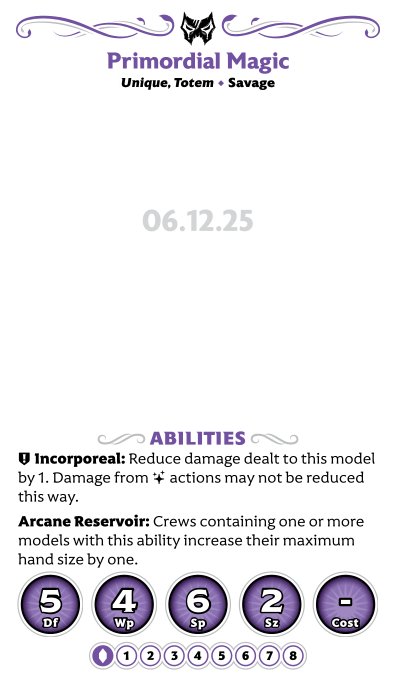 Primordial Magic
Unique, Totem • Savage
06.12.25
ABILITIES
Incorporeal: Reduce damage dealt to this model
by 1. Damage from actions may not be reduced
this way.
Arcane Reservoir: Crews containing one or more
models with this ability increase their maximum
hand size by one.
5 4 6 2 -
Df Wp Sp Sz Cost
1 2 3 4 5 6 7 8